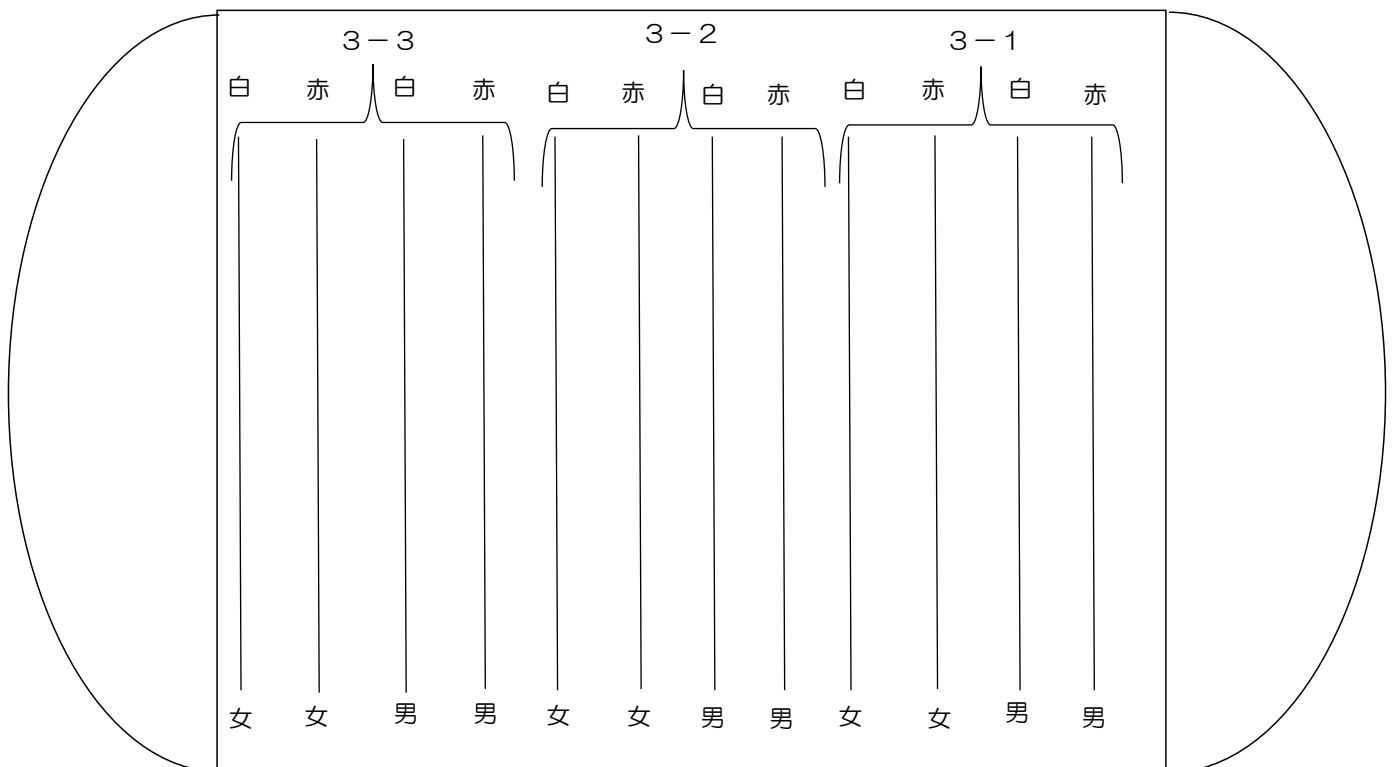 ３－３ ３－２ ３－１
白 赤 白 赤 白 赤 白 赤 白 赤 白 赤
女 女 男 男 女 女 男 男 女 女 男 男